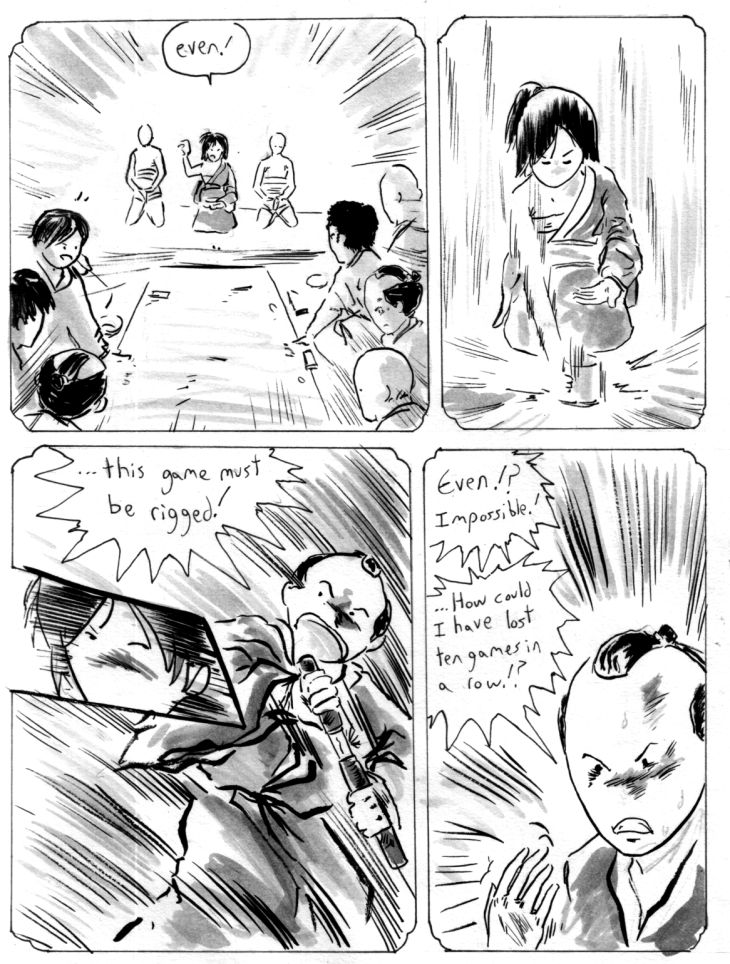 even!
Even!?
Impossible!
...How could
I have lost
ten games in
a row!?
...this game must
be rigged!